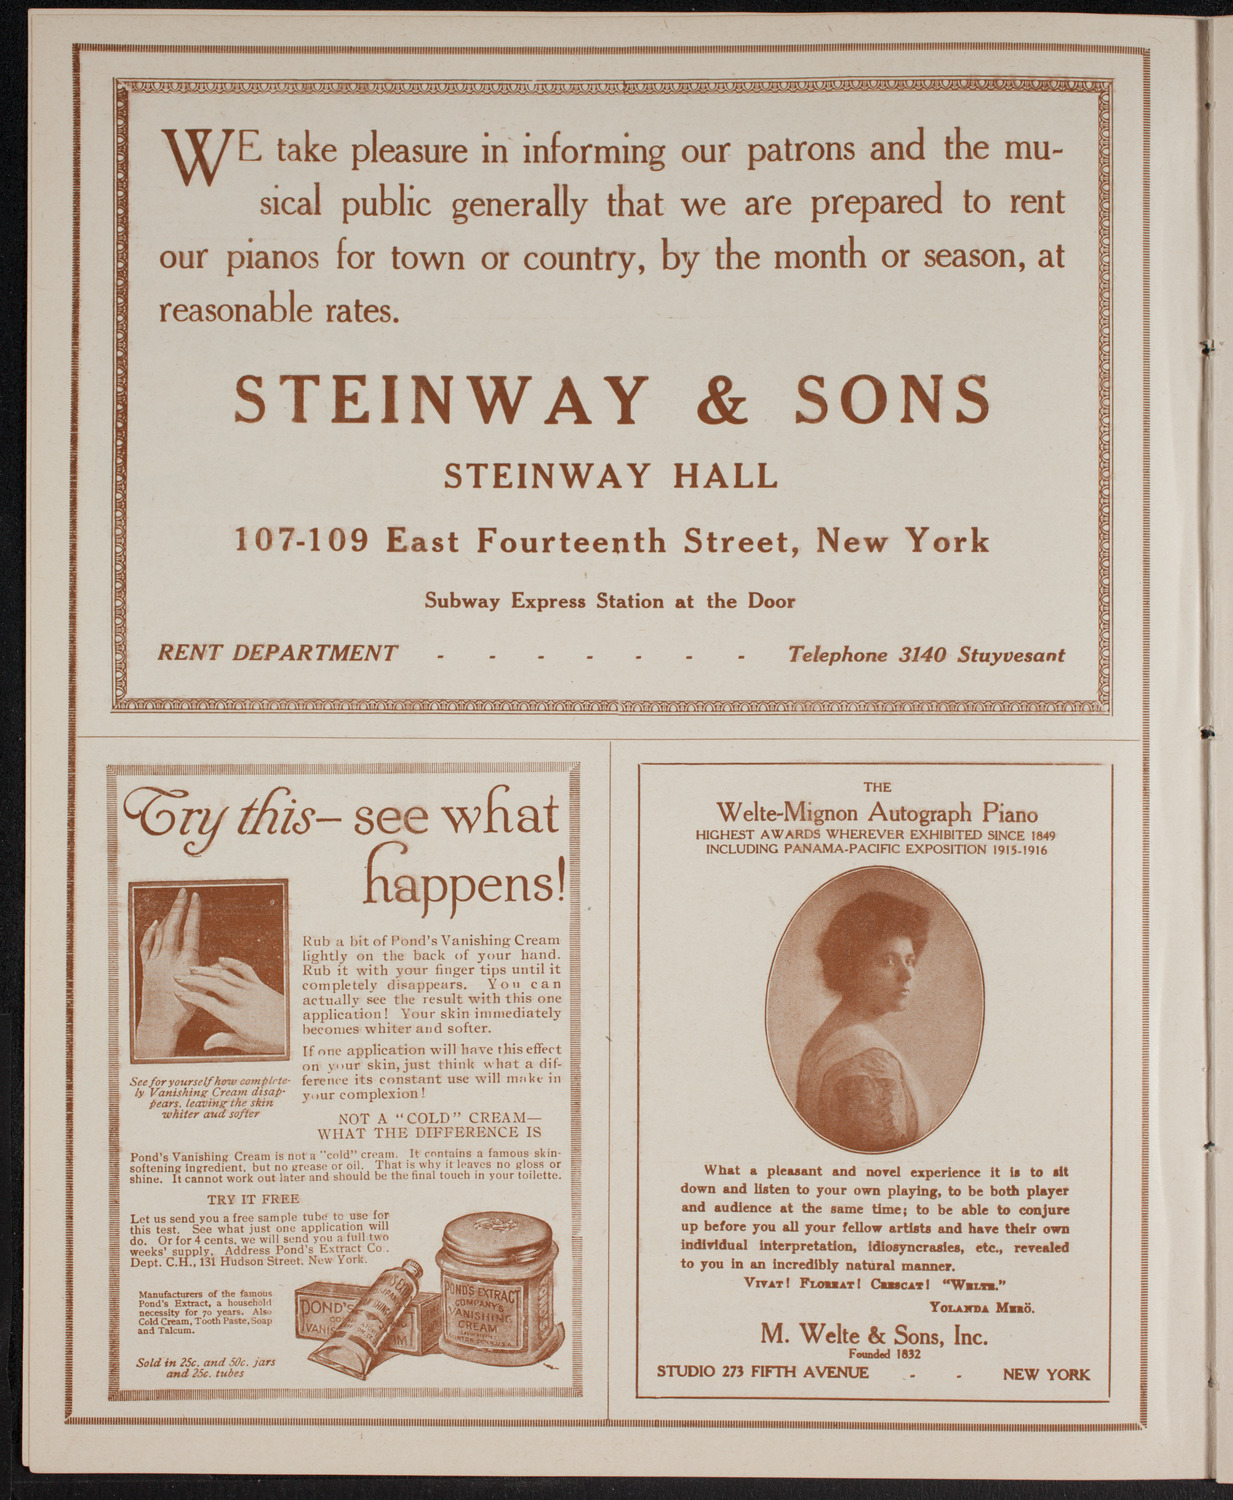 WE take pleasure in informing our patrons and the mu-
sical public generally that we are prepared to rent
our pianos for town or country, by the month or season, at
reasonable rates.
STEINWAY & SONS
STEINWAY HALL
107-109 East Fourteenth Street, New York
Subway Express Station at the Door
RENT DEPARTMENT - - - - - - - Telephone 3140 Stuyvesant
Try this— see what
happens!
Rub a bit of Pond's Vanishing Cream
lightly on the back of your hand.
Rub it with your finger tips until it
completely disappears. You can
actually see the result with this one
application! Your skin immediately
becomes whiter and softer.
If one application will have this effect
on your skin, just think what a dif-
ference its constant use will make in
your complexion!
See for yourself how complete-
ly Vanishing Cream disap-
pears, leaving the skin
whiter and softer
NOT A "COLD" CREAM—
WHAT THE DIFFERENCE IS
Pond's Vanishing Cream is not a "cold" cream. It contains a famous skin-
softening ingredient, but no grease or oil. That is why it leaves no gloss or
shine. It cannot work out later and should be the final touch in your toilette.
TRY IT FREE
Let us send you a free sample tube to use for
this test. See what just one application will
do. Or for 4 cents, we will send you a full two
weeks' supply. Address Pond's Extract Co.
Dept. C.H., 131 Hudson Street, New York.
Manufacturers of the famous
Pond's Extract, a household
necessity for 70 years. Also
Cold Cream, Tooth Paste, Soap
and Talcum.
Sold in 25c. and 50c. jars
and 25c. tubes
POND'S
VANIS
POND'S EXTRACT
COMPANY'S
VANISHING
CREAM
THE
Welte-Mignon Autograph Piano
HIGHEST AWARDS WHEREVER EXHIBITED SINCE 1849
INCLUDING PANAMA-PACIFIC EXPOSITION 1915-1916
What a pleasant and novel experience it is to sit
down and listen to your own playing, to be both player
and audience at the same time; to be able to conjure
up before you all your fellow artists and have their own
individual interpretation, idiosyncrasies, etc., revealed
to you in an incredibly natural manner.
VIVAT! FLOREAT! CRESCAT! "WELTE."
YOLANDA MERÖ.
M. Welte & Sons, Inc.
Founded 1832
STUDIO 273 FIFTH AVENUE - - NEW YORK